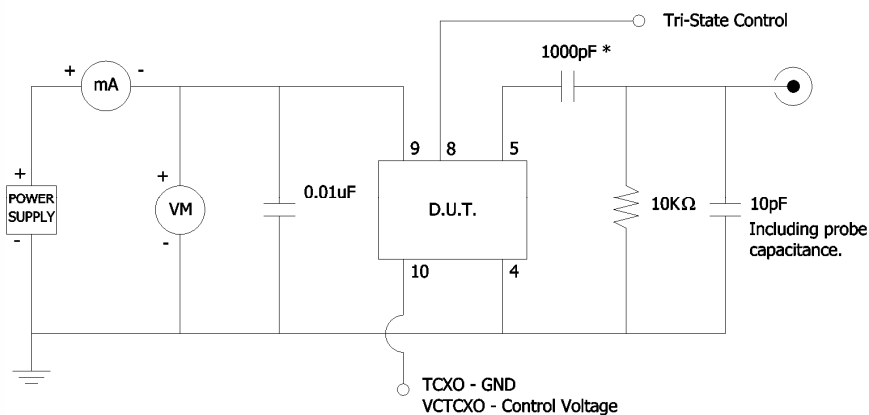 Tri-State Control
1000pF *
+ mA -
9 8 5
+
POWER
SUPPLY
-
+
VM
-
0.01uF
D.U.T.
10KΩ
10pF
Including probe
capacitance.
10 4
TCXO - GND
VCTCXO - Control Voltage